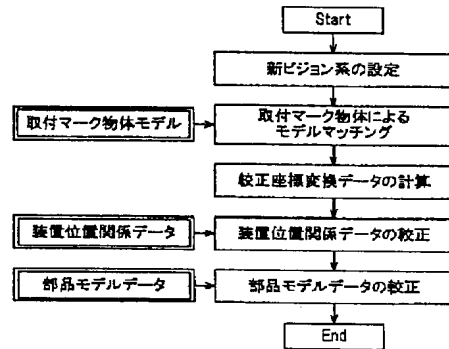 Start
新ビジョン系の設定
取付マーク物体モデル
取付マーク物体による
モデルマッチング
較正座標変換データの計算
装置位置関係データ
装置位置関係データの較正
部品モデルデータ
部品モデルデータの較正
End